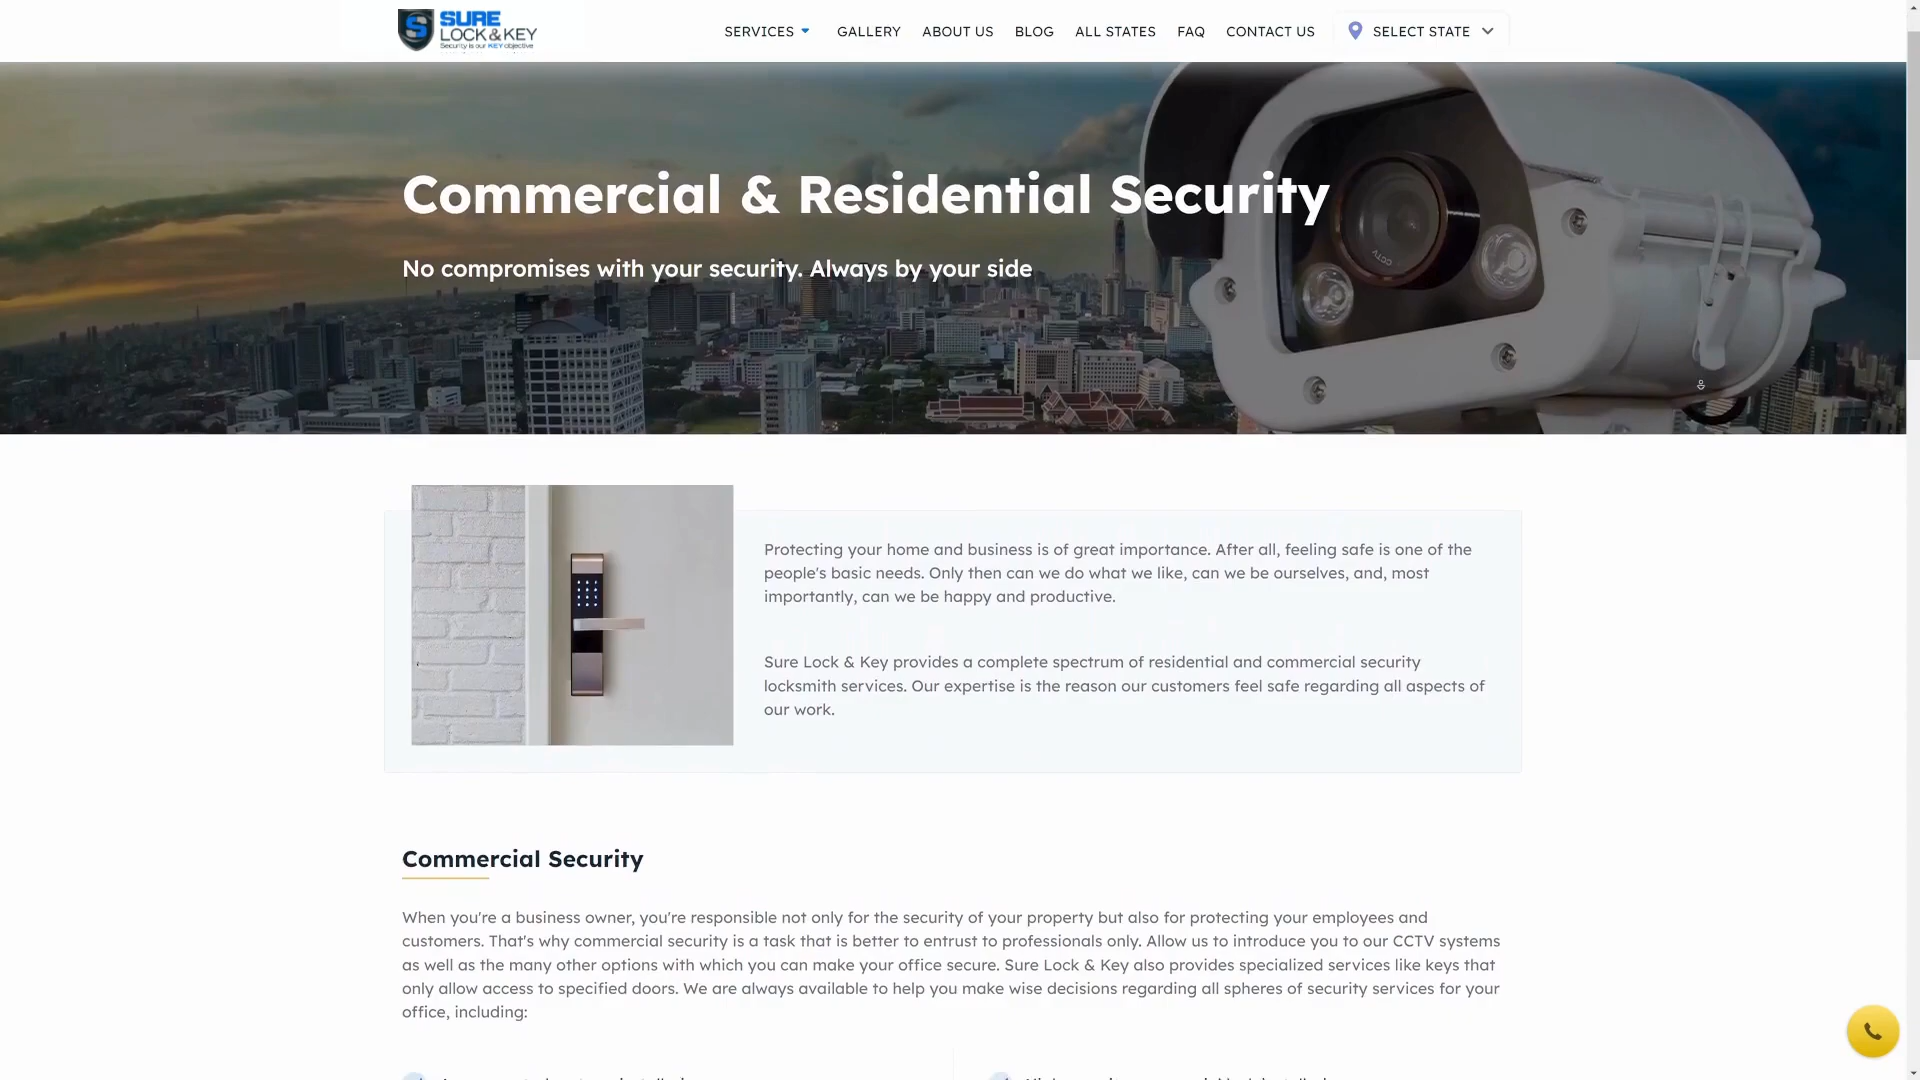 SURE
LOCK & KEY
Security is our KEY objective
SERVICES
GALLERY
ABOUT US
BLOG
ALL STATES
FAQ
CONTACT US
SELECT STATE
Commercial & Residential Security
No compromises with your security. Always by your side
CCTV
Protecting your home and business is of great importance. After all, feeling safe is one of the
people's basic needs. Only then can we do what we like, can we be ourselves, and, most
importantly, can we be happy and productive.
Sure Lock & Key provides a complete spectrum of residential and commercial security
locksmith services. Our expertise is the reason our customers feel safe regarding all aspects of
our work.
Commercial Security
When you're a business owner, you're responsible not only for the security of your property but also for protecting your employees and
customers. That's why commercial security is a task that is better to entrust to professionals only. Allow us to introduce you to our CCTV systems
as well as the many other options with which you can make your office secure. Sure Lock & Key also provides specialized services like keys that
only allow access to specified doors. We are always available to help you make wise decisions regarding all spheres of security services for your
office, including: